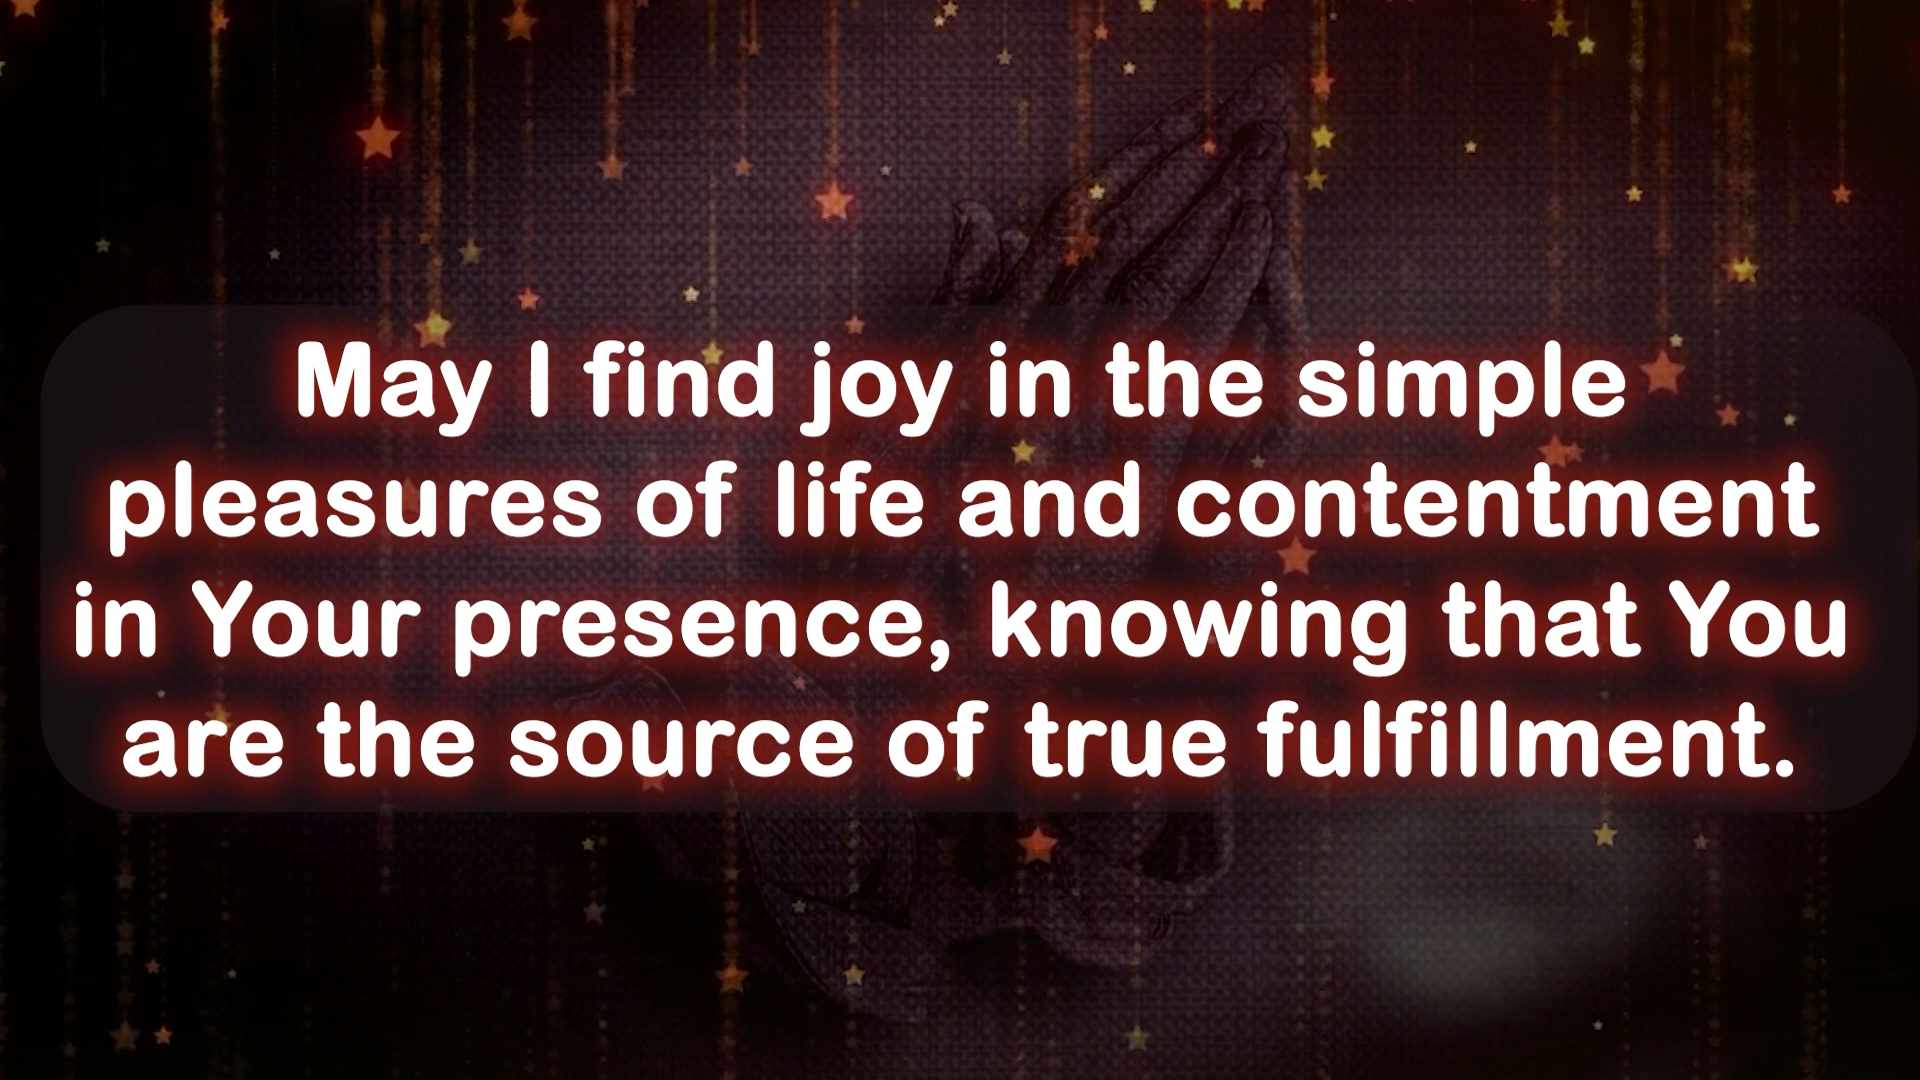 May I find joy in the simple
pleasures of life and contentment
in Your presence, knowing that You
are the source of true fulfillment.